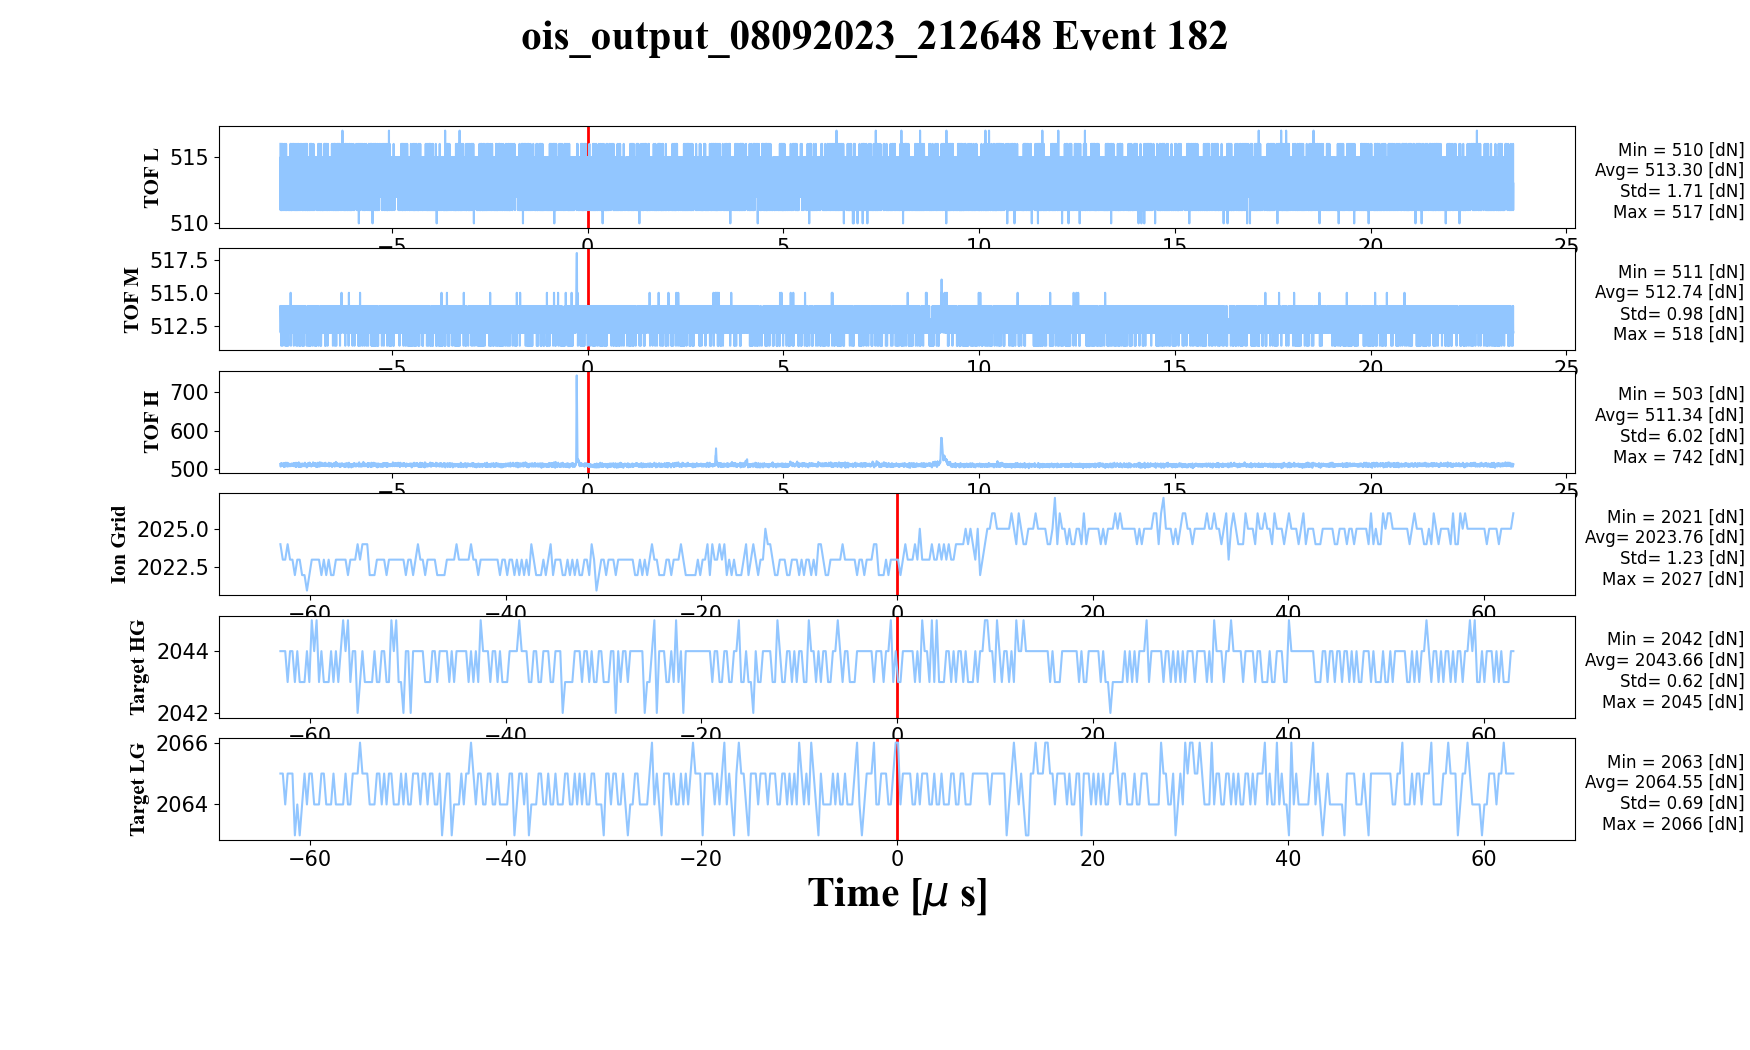 ois_output_08092023_212648 Event 182
TOF L
515
510
−5
0
5
10
15
20
25
Min = 510 [dN]
Avg= 513.30 [dN]
Std= 1.71 [dN]
Max = 517 [dN]
TOF M
517.5
515.0
512.5
−5
0
5
10
15
20
25
Min = 511 [dN]
Avg= 512.74 [dN]
Std= 0.98 [dN]
Max = 518 [dN]
TOF H
700
600
500
−5
0
5
10
15
20
25
Min = 503 [dN]
Avg= 511.34 [dN]
Std= 6.02 [dN]
Max = 742 [dN]
Ion Grid
2025.0
2022.5
−60
−40
−20
0
20
40
60
Min = 2021 [dN]
Avg= 2023.76 [dN]
Std= 1.23 [dN]
Max = 2027 [dN]
Target HG
2044
2042
−60
−40
−20
0
20
40
60
Min = 2042 [dN]
Avg= 2043.66 [dN]
Std= 0.62 [dN]
Max = 2045 [dN]
Target LG
2066
2064
−60
−40
−20
0
20
40
60
Min = 2063 [dN]
Avg= 2064.55 [dN]
Std= 0.69 [dN]
Max = 2066 [dN]
Time [μ s]